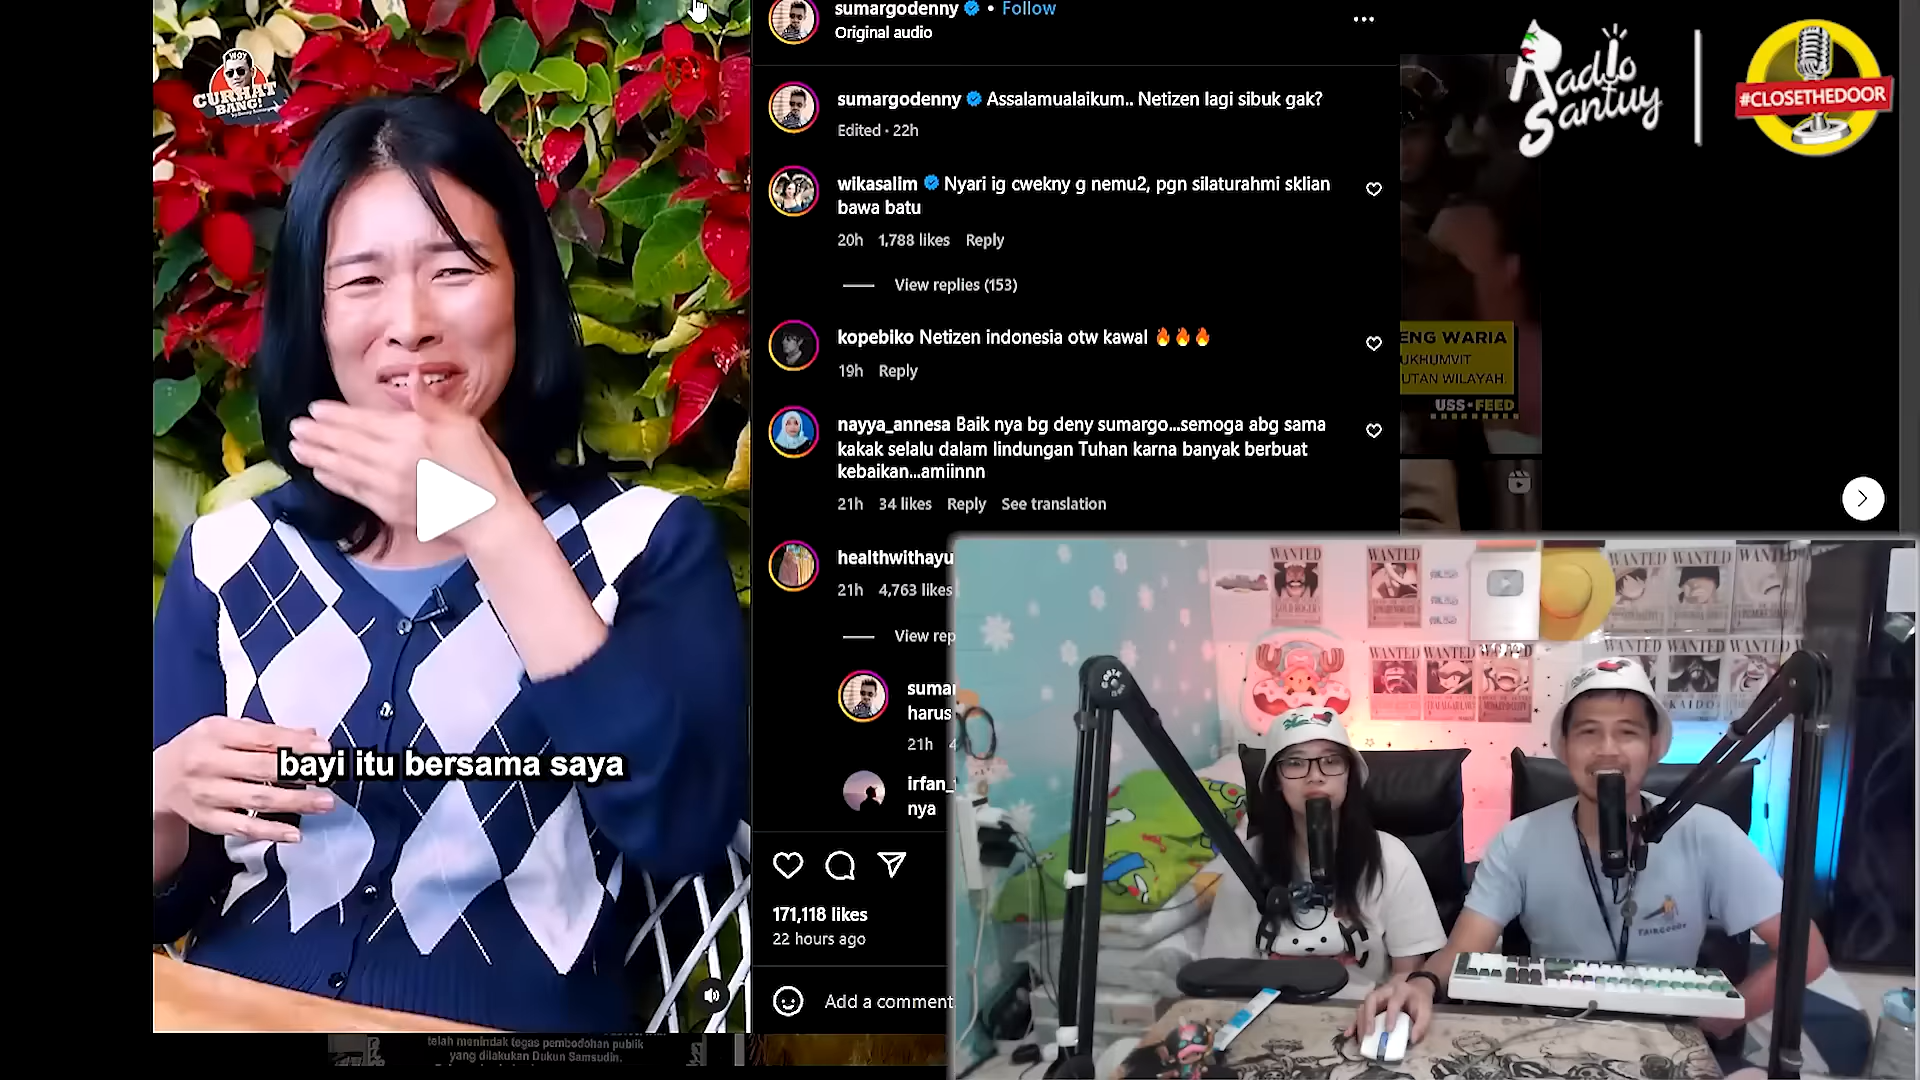 WOY
CURHAT
BANG!
bayi itu bersama saya
sumargodenny • Follow
Original audio
sumargodenny Assalamualaikum.. Netizen lagi sibuk gak?
Edited · 22h
wikasalim Nyari ig cwekny g nemu2, pgn silaturahmi sklian
bawa batu
20h 1,788 likes Reply
View replies (153)
kopebiko Netizen indonesia otw kawal 🔥🔥🔥
19h Reply
nayya_annesa Baik nya bg deny sumargo...semoga abg sama
kakak selalu dalam lindungan Tuhan karna banyak berbuat
kebaikan...amiinnn
21h 34 likes Reply See translation
healthwithayu
21h 4,763 likes
View rep
sumar
harus
21h 4
irfan_
nya
171,118 likes
22 hours ago
Add a comment
telah menindak tegas pembodohan publik
yang dilakukan Dukun Samsudin.
Radio
Santuy
#CLOSETHEDOOR
ENG WARIA
UKHUMVIT
UTAN WILAYAH.
USS FEED
WANTED
WANTED
WANTED
WANTED
WANTED
WANTED
WANTED
WANTED
WANTED
WANTED
KAIDO